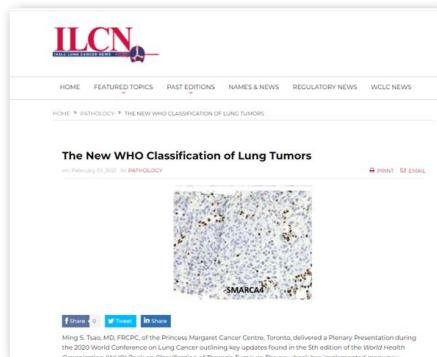 ILCN
IASLC LUNG CANCER NEWS
HOME FEATURED TOPICS PAST EDITIONS NAMES & NEWS REGULATORY NEWS WCLC NEWS
HOME PATHOLOGY THE NEW WHO CLASSIFICATION OF LUNG TUMORS
The New WHO Classification of Lung Tumors
on: February 01, 2021 In: PATHOLOGY PRINT EMAIL
SMARCA4
Share 0 Tweet Share
Ming S. Tsao, MD, FRCPC, of the Princess Margaret Cancer Centre, Toronto, delivered a Plenary Presentation during
the 2020 World Conference on Lung Cancer outlining key updates found in the 5th edition of the World Health